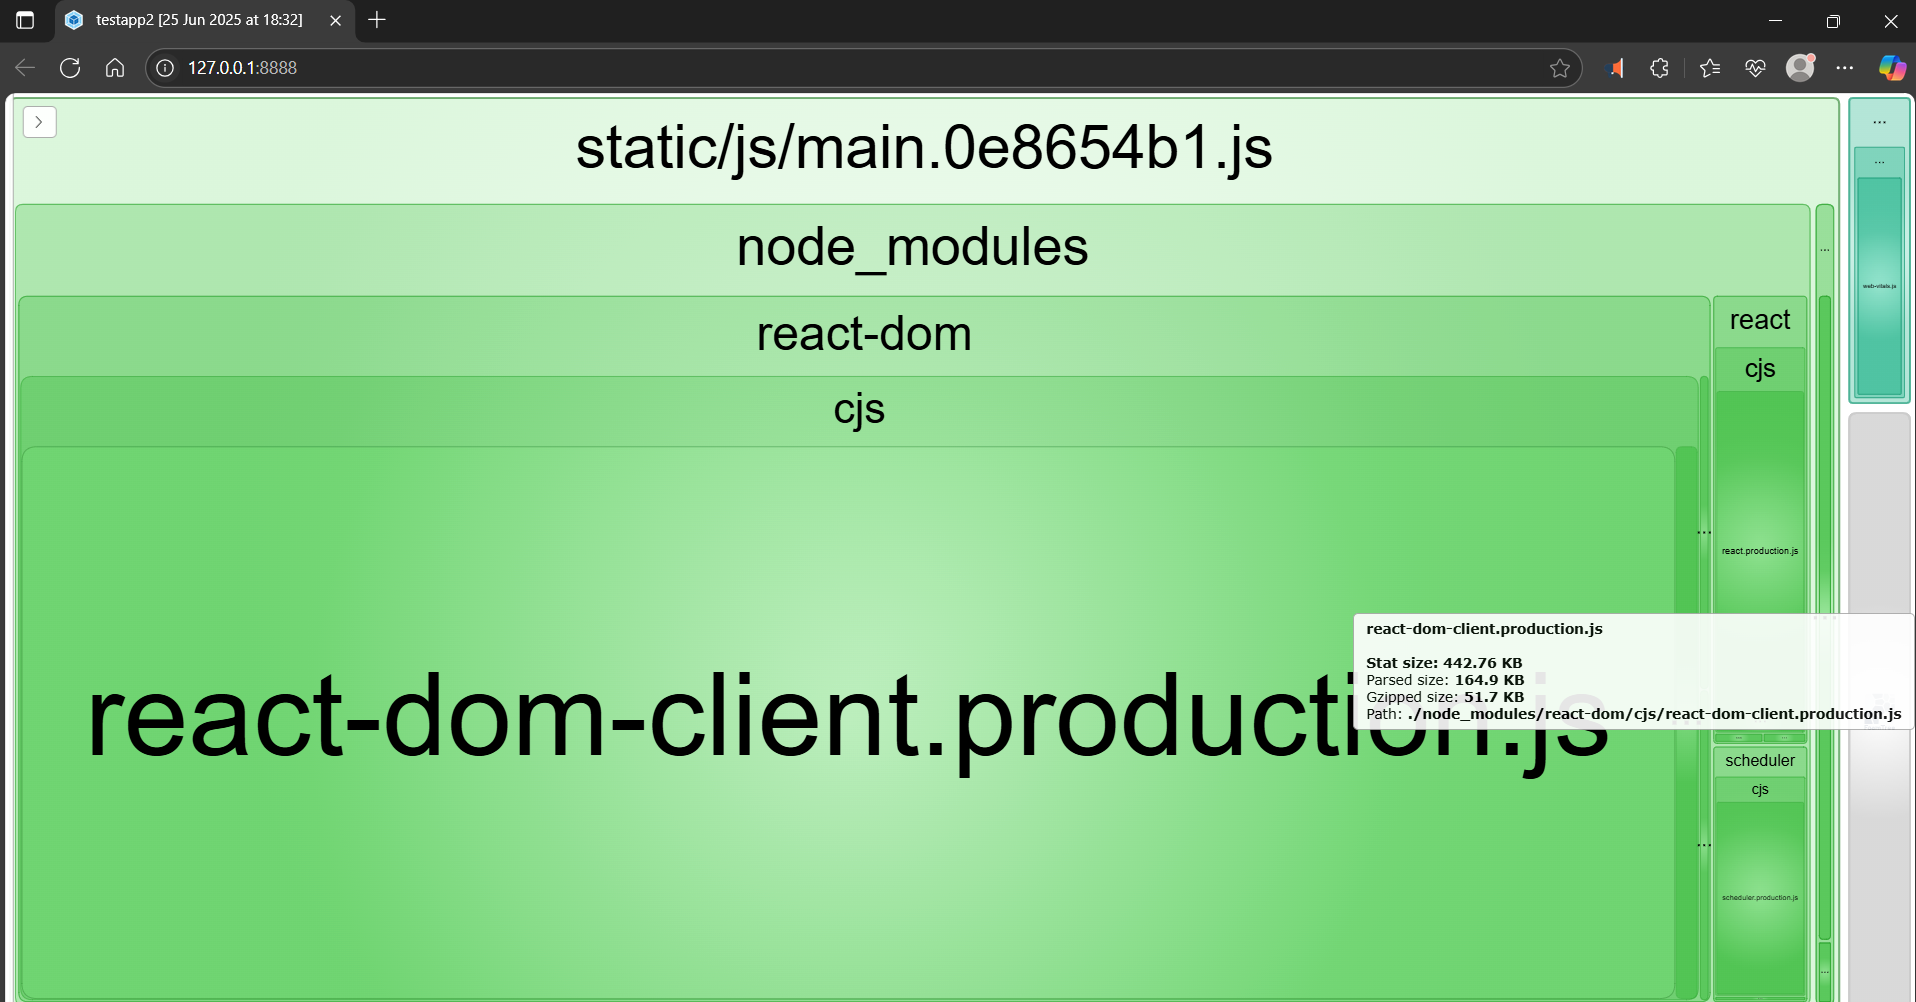 testapp2 [25 Jun 2025 at 18:32]
127.0.0.1:8888
static/js/main.0e8654b1.js
...
...
node_modules
...
web-vitals.js
react-dom
react
cjs
cjs
...
react.production.js
react-dom-client.production.js
react-dom-client.production.js
Stat size: 442.76 KB
Parsed size: 164.9 KB
Gzipped size: 51.7 KB
Path: ./node_modules/react-dom/cjs/react-dom-client.production.js
scheduler
cjs
...
scheduler.production.js
...